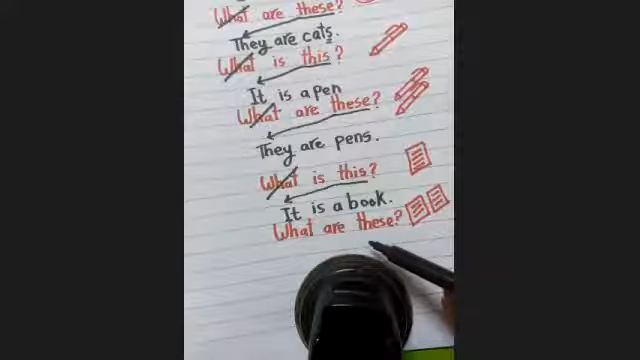 What are these?
They are cats.
What is this?
It is a pen
What are these?
They are pens.
What is this?
It is a book.
What are these?